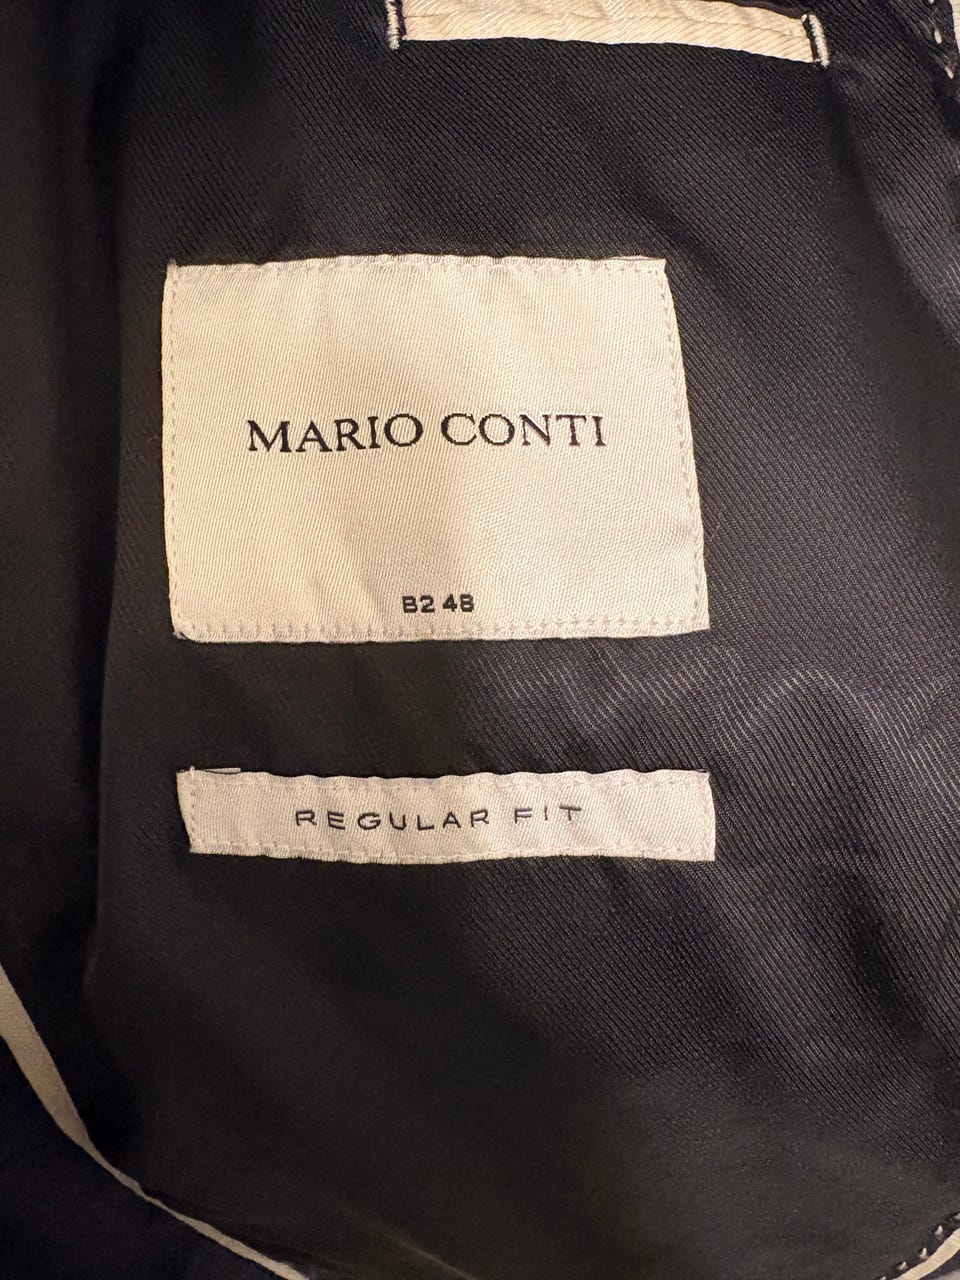 MARIO CONTI
B2 48
REGULAR FIT